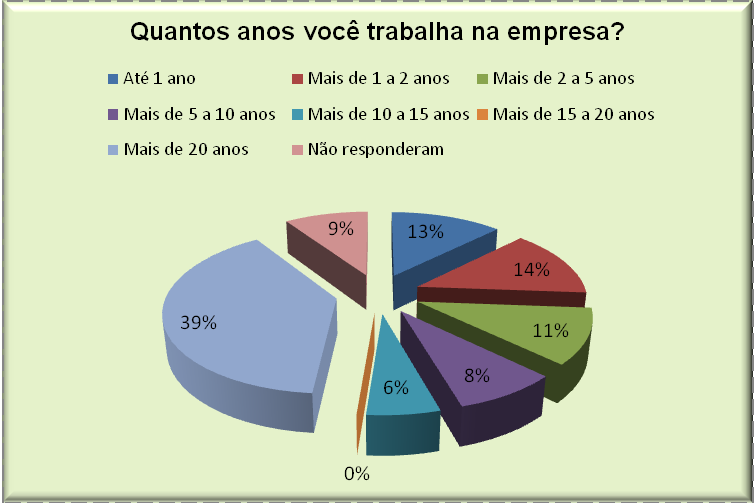 Quantos anos você trabalha na empresa?
Até 1 ano Mais de 1 a 2 anos Mais de 2 a 5 anos
Mais de 5 a 10 anos Mais de 10 a 15 anos Mais de 15 a 20 anos
Mais de 20 anos Não responderam
9% 13%
14%
39% 11%
8%
6%
0%